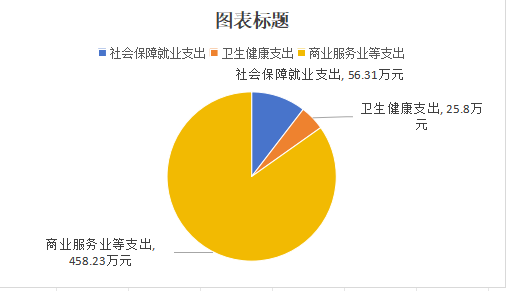 图表标题
社会保障就业支出 卫生健康支出 商业服务业等支出
社会保障就业支出, 56.31万元
卫生健康支出, 25.8万
元
商业服务业等支出,
458.23万元